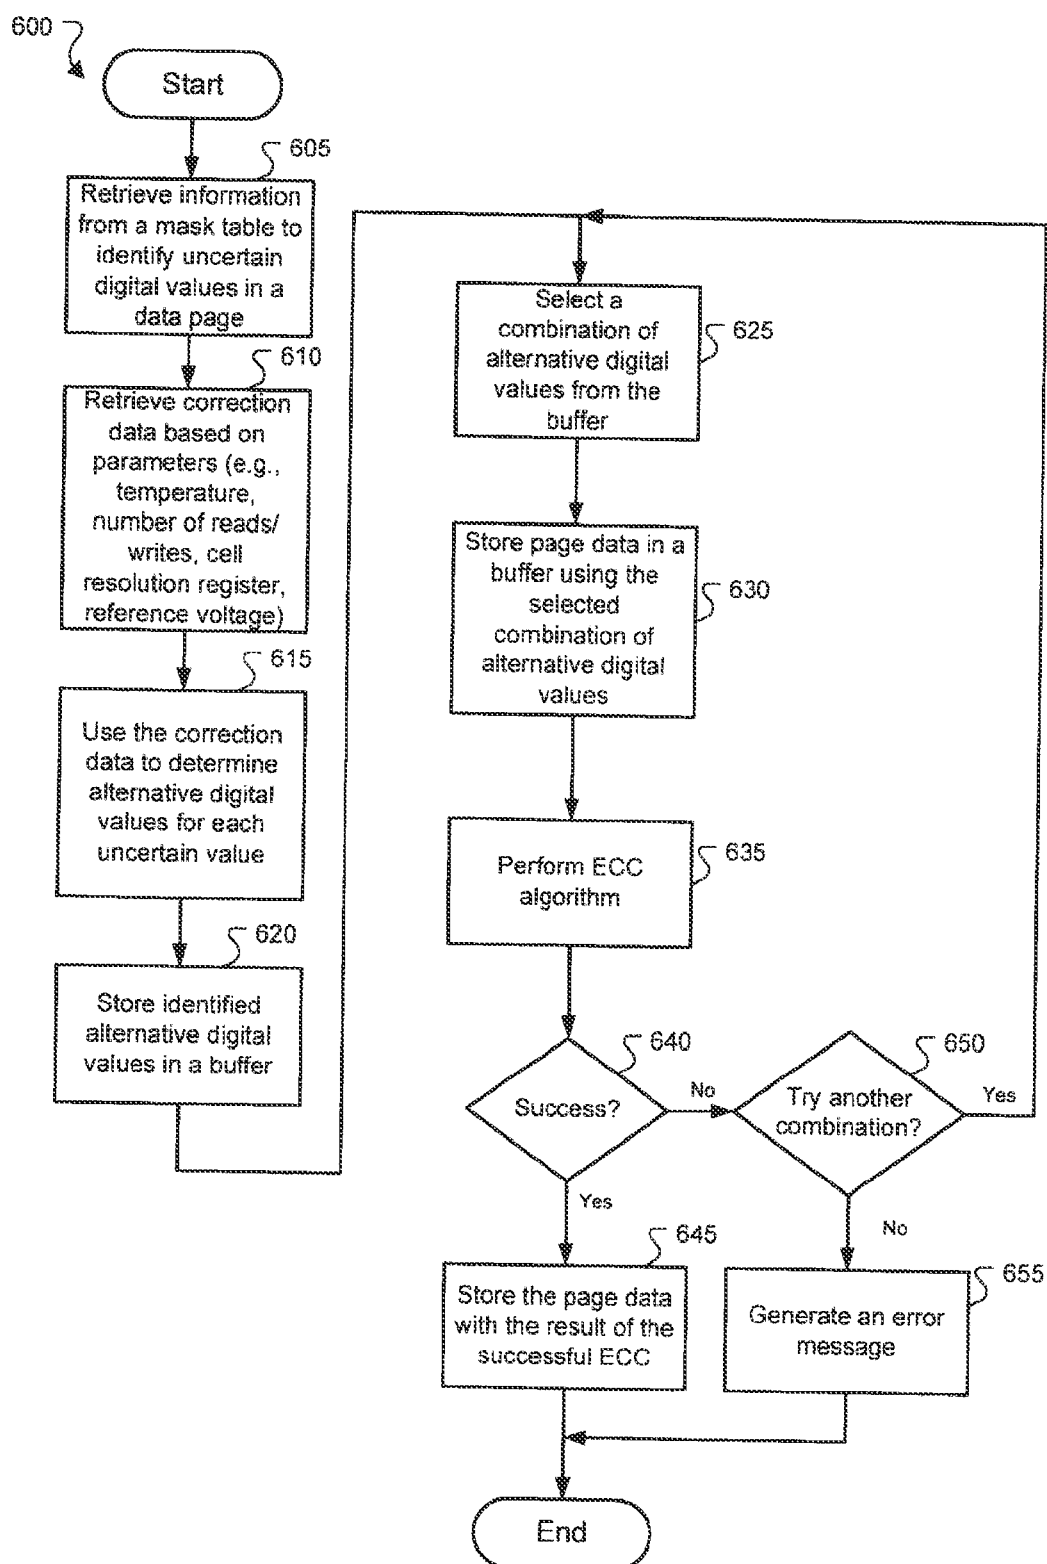 600
Start
605
Retrieve information
from a mask table to
identify uncertain
digital values in a
data page
610
Retrieve correction
data based on
parameters (e.g.,
temperature,
number of reads/
writes, cell
resolution register,
reference voltage)
615
Use the correction
data to determine
alternative digital
values for each
uncertain value
620
Store identified
alternative digital
values in a buffer
625
Select a
combination of
alternative digital
values from the
buffer
630
Store page data in a
buffer using the
selected
combination of
alternative digital
values
635
Perform ECC
algorithm
640
Success?
No
Yes
650
Try another
combination?
Yes
No
645
Store the page data
with the result of the
successful ECC
655
Generate an error
message
End